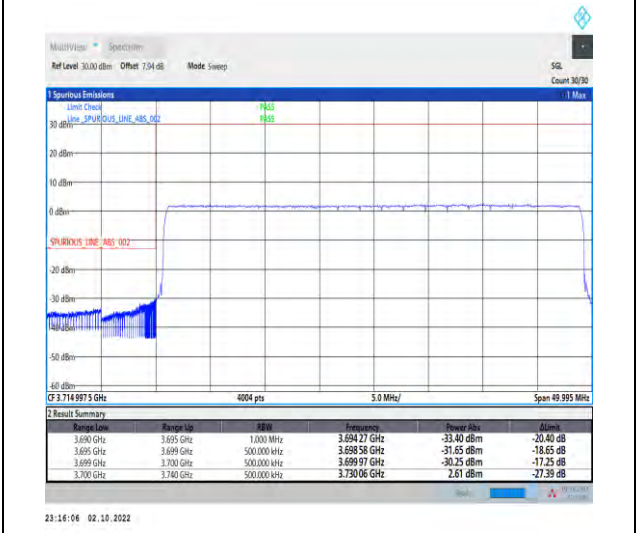 MultiView Spectrum
Ref Level 30.00 dBm Offset 7.94 dB Mode Sweep SGL
Count 30/30
1 Spurious Emissions 1 Max
Limit Check PASS
Line _SPURIOUS_LINE_ABS_002 PASS
30 dBm
20 dBm
10 dBm
0 dBm
SPURIOUS_LINE_ABS_002
-20 dBm
-30 dBm
-40 dBm
-50 dBm
-60 dBm
CF 3.714 997 5 GHz 4004 pts 5.0 MHz/ Span 49.995 MHz
2 Result Summary
Range Low Range Up RBW Frequency Power Abs ΔLimit
3.690 GHz 3.695 GHz 1.000 MHz 3.694 27 GHz -33.40 dBm -20.40 dB
3.695 GHz 3.699 GHz 500.000 kHz 3.698 58 GHz -31.65 dBm -18.65 dB
3.699 GHz 3.700 GHz 500.000 kHz 3.699 97 GHz -30.25 dBm -17.25 dB
3.700 GHz 3.740 GHz 500.000 kHz 3.730 06 GHz 2.61 dBm -27.39 dB
23:16:06 02.10.2022